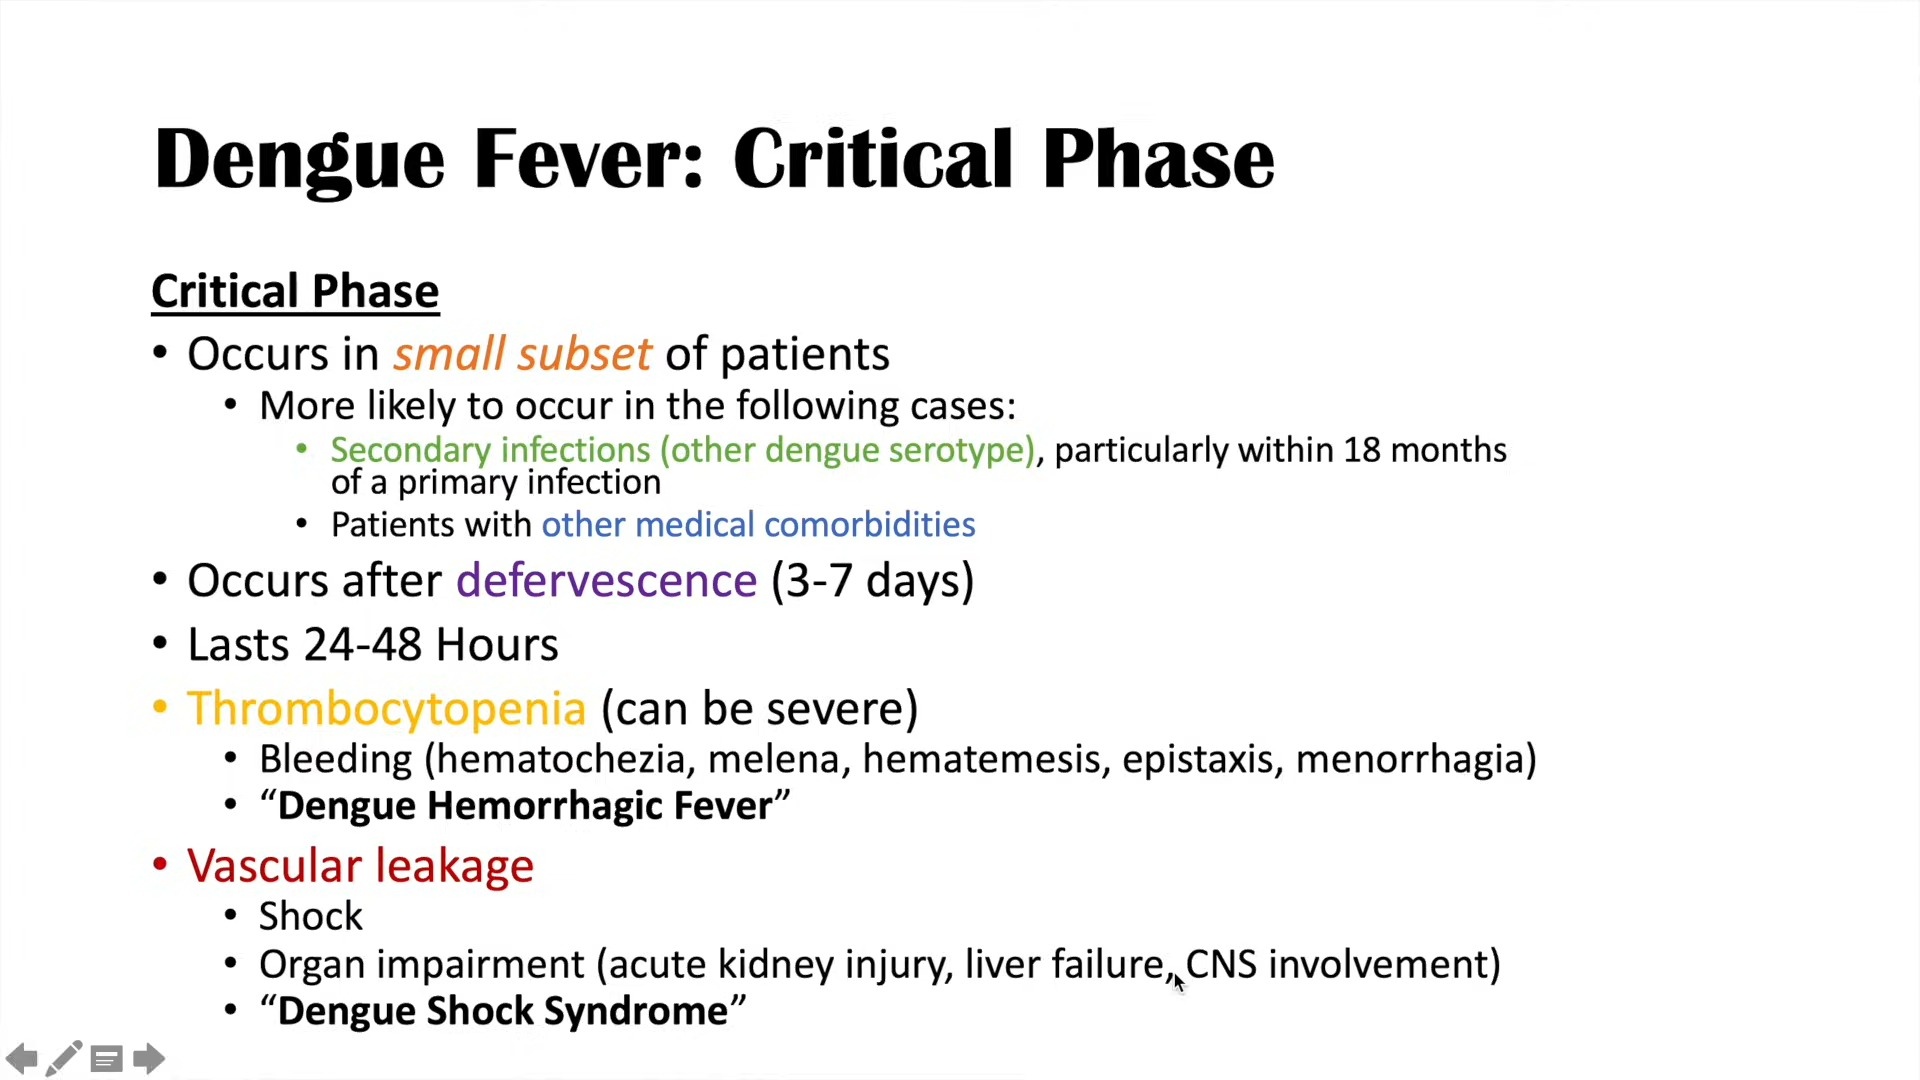 Dengue Fever: Critical Phase
Critical Phase
• Occurs in small subset of patients
• More likely to occur in the following cases:
• Secondary infections (other dengue serotype), particularly within 18 months
of a primary infection
• Patients with other medical comorbidities
• Occurs after defervescence (3-7 days)
• Lasts 24-48 Hours
• Thrombocytopenia (can be severe)
• Bleeding (hematochezia, melena, hematemesis, epistaxis, menorrhagia)
• “Dengue Hemorrhagic Fever”
• Vascular leakage
• Shock
• Organ impairment (acute kidney injury, liver failure, CNS involvement)
• “Dengue Shock Syndrome”